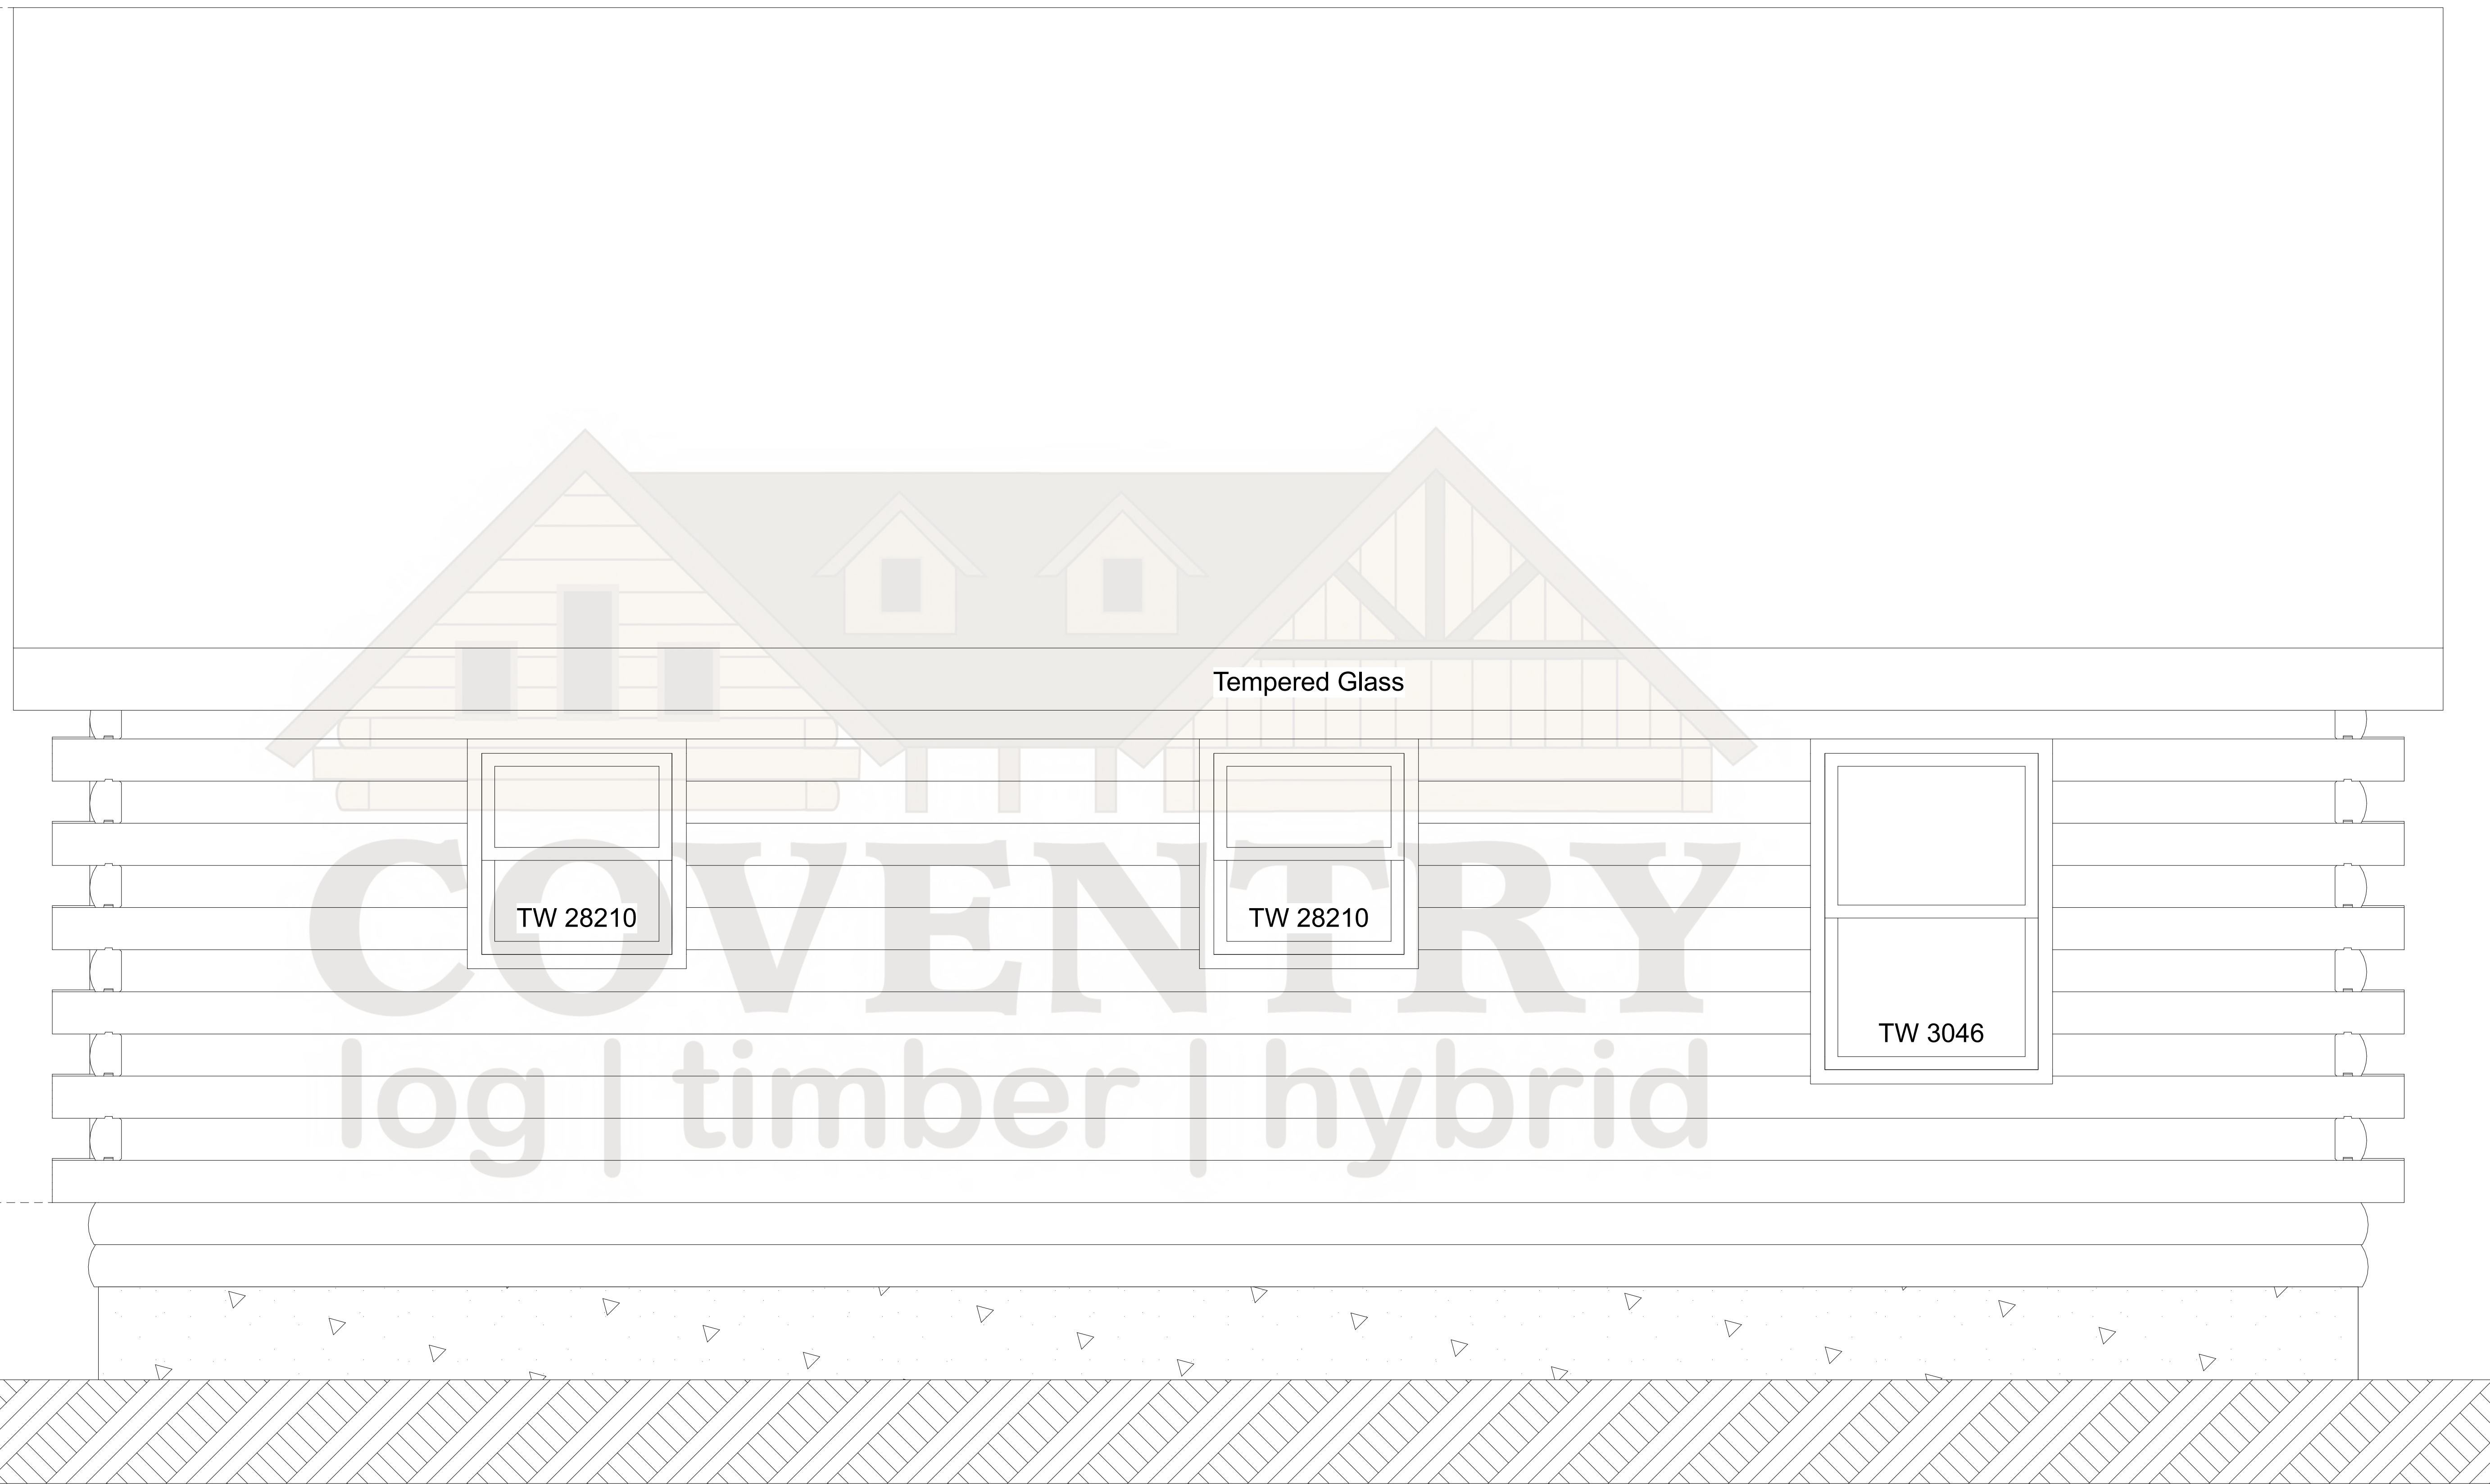 Tempered Glass
TW 28210
TW 28210
TW 3046
COVENTRY
log | timber | hybrid